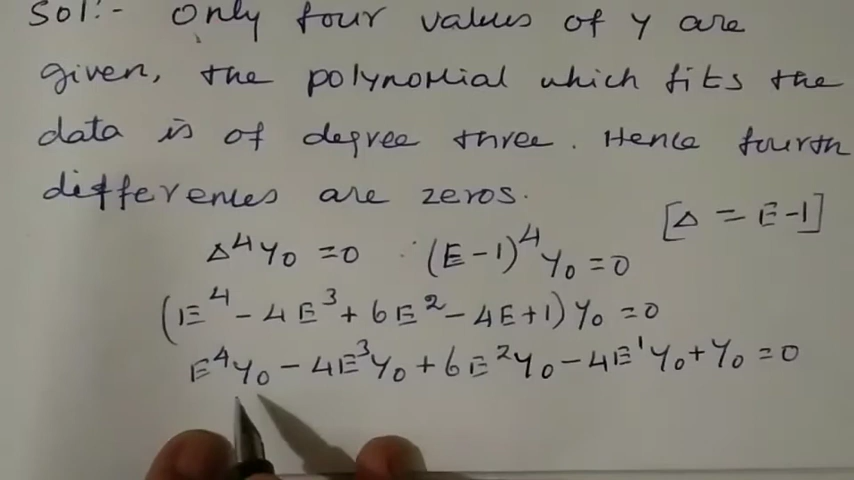 Sol:- Only four values of y are
given, the polynomial which fits the
data is of degree three. Hence fourth
differences are zeros.
[Δ = E-1]
Δ⁴y₀ = 0 ∴ (E-1)⁴ y₀ = 0
(E⁴ - 4E³ + 6E² - 4E + 1) y₀ = 0
E⁴y₀ - 4E³y₀ + 6E²y₀ - 4E¹y₀ + y₀ = 0